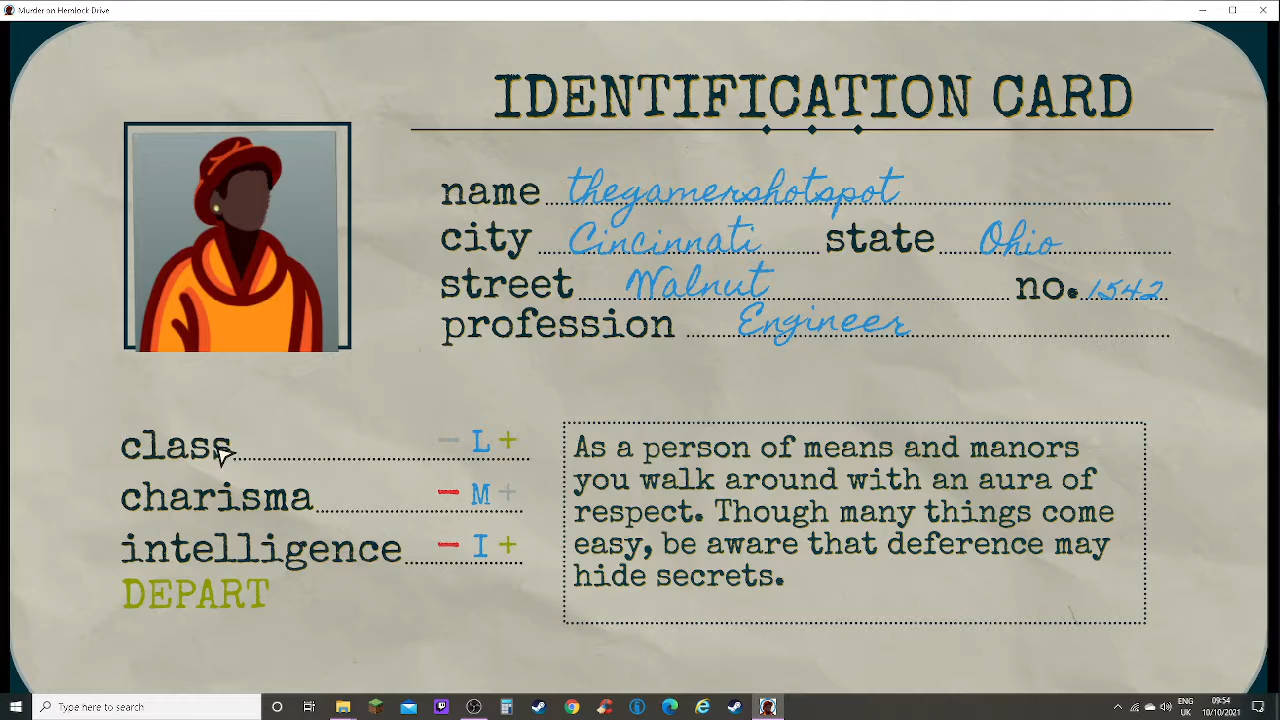 Murder on Hemlock Drive
IDENTIFICATION CARD
name thegamershotspot
city Cincinnati state Ohio
street Walnut no. 1542
profession Engineer
class - L +
charisma - M +
intelligence - I +
DEPART
As a person of means and manors
you walk around with an aura of
respect. Though many things come
easy, be aware that deference may
hide secrets.
Type here to search
ENG
UK
09:54
10/10/2021